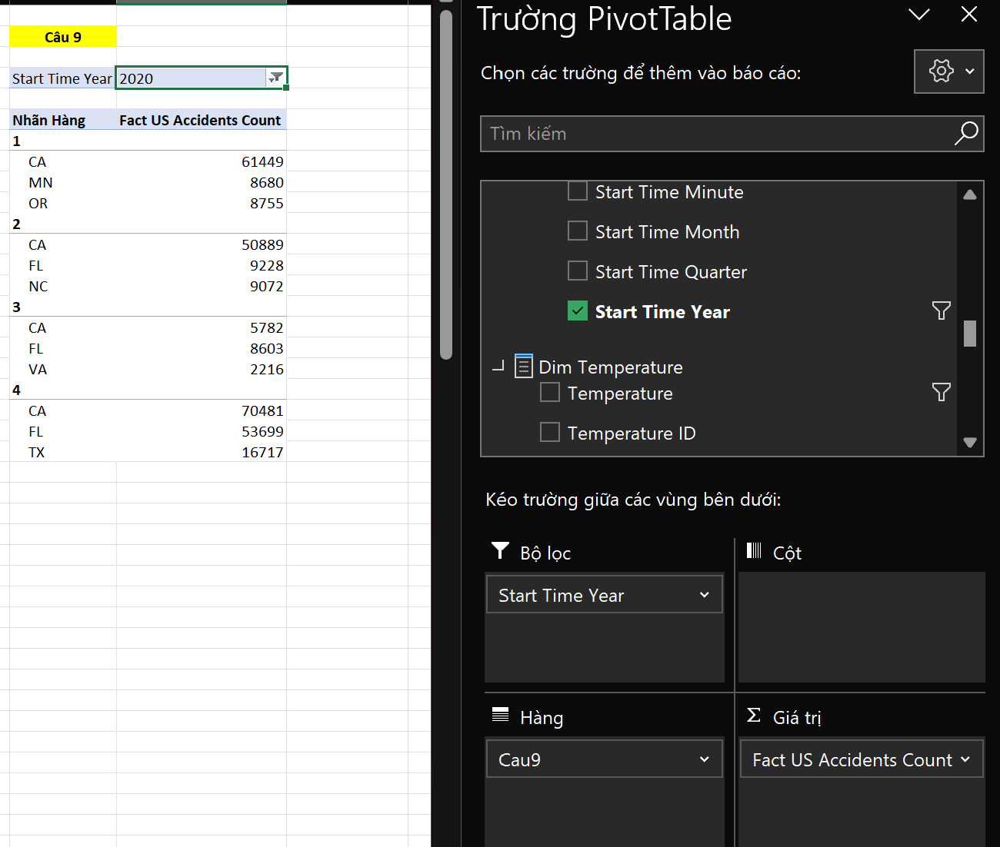 Câu 9
Start Time Year 2020
Nhãn Hàng Fact US Accidents Count
1
CA 61449
MN 8680
OR 8755
2
CA 50889
FL 9228
NC 9072
3
CA 5782
FL 8603
VA 2216
4
CA 70481
FL 53699
TX 16717
Trường PivotTable
Chọn các trường để thêm vào báo cáo:
Tìm kiếm
Start Time Minute
Start Time Month
Start Time Quarter
Start Time Year
Dim Temperature
Temperature
Temperature ID
Kéo trường giữa các vùng bên dưới:
Bộ lọc
Start Time Year
Cột
Hàng
Cau9
Σ Giá trị
Fact US Accidents Count